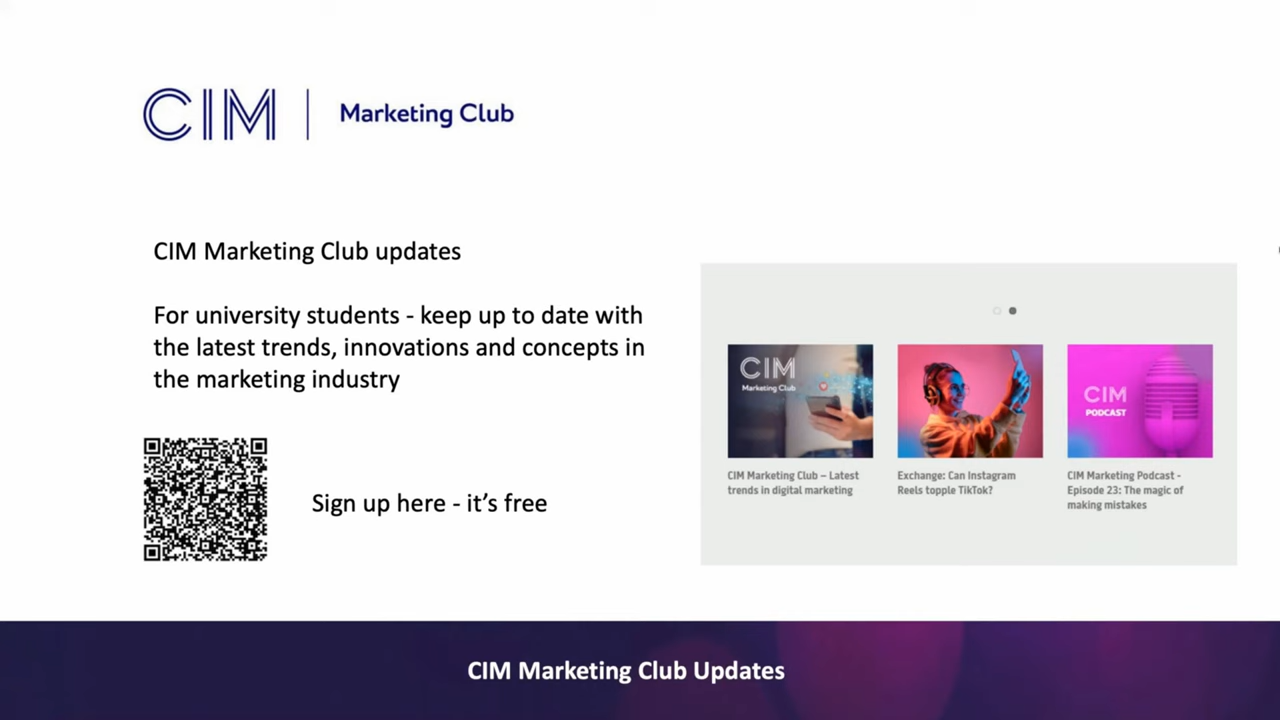 CIM | Marketing Club
CIM Marketing Club updates
For university students - keep up to date with
the latest trends, innovations and concepts in
the marketing industry
Sign up here - it’s free
CIM
Marketing Club
CIM Marketing Club – Latest
trends in digital marketing
Exchange: Can Instagram
Reels topple TikTok?
CIM
PODCAST
CIM Marketing Podcast -
Episode 23: The magic of
making mistakes
CIM Marketing Club Updates